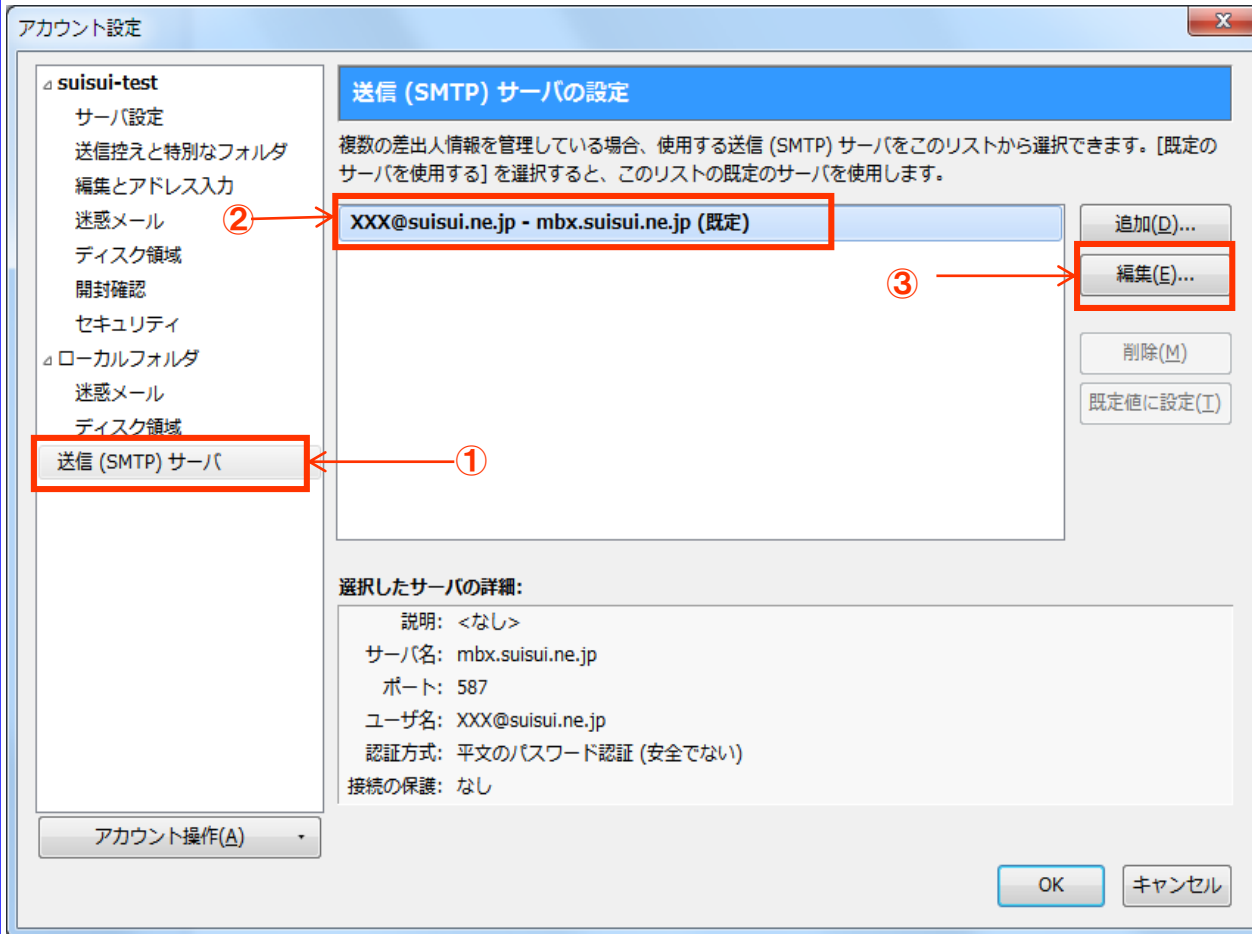 アカウント設定
suisui-test
サーバ設定
送信控えと特別なフォルダ
編集とアドレス入力
迷惑メール
ディスク領域
開封確認
セキュリティ
ローカルフォルダ
迷惑メール
ディスク領域
送信 (SMTP) サーバ
①
アカウント操作(A)
送信 (SMTP) サーバの設定
複数の差出人情報を管理している場合、使用する送信 (SMTP) サーバをこのリストから選択できます。[既定の
サーバを使用する] を選択すると、このリストの既定のサーバを使用します。
②
XXX@suisui.ne.jp - mbx.suisui.ne.jp (既定)
③
追加(D)...
編集(E)...
削除(M)
既定値に設定(T)
選択したサーバの詳細:
説明: <なし>
サーバ名: mbx.suisui.ne.jp
ポート: 587
ユーザ名: XXX@suisui.ne.jp
認証方式: 平文のパスワード認証 (安全でない)
接続の保護: なし
OK
キャンセル